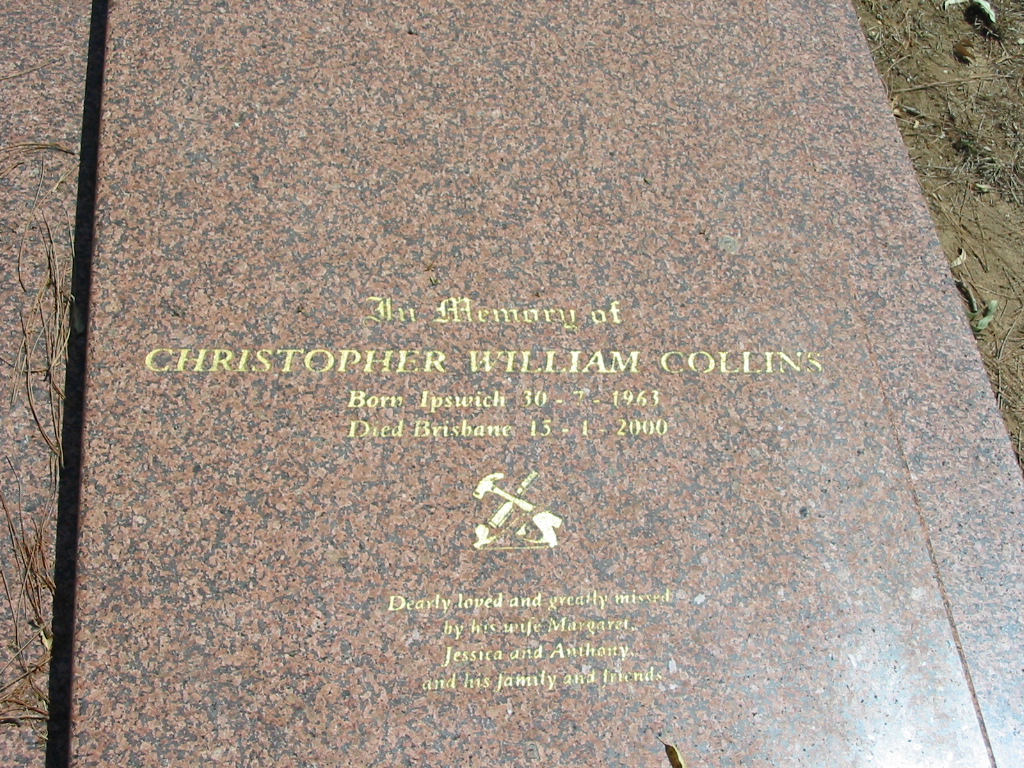 In Memory of
CHRISTOPHER WILLIAM COLLINS
Born Ipswich 30 - 7 - 1963
Died Brisbane 15 - 1 - 2000
Dearly loved and greatly missed
by his wife Margaret,
Jessica and Anthony,
and his family and friends